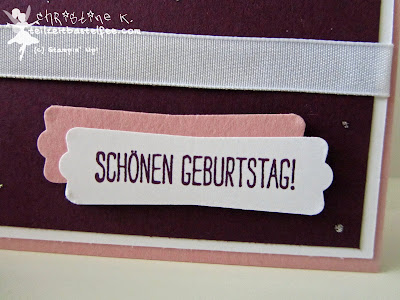 christine k.
(c) Stampin' Up!
SCHÖNEN GEBURTSTAG!